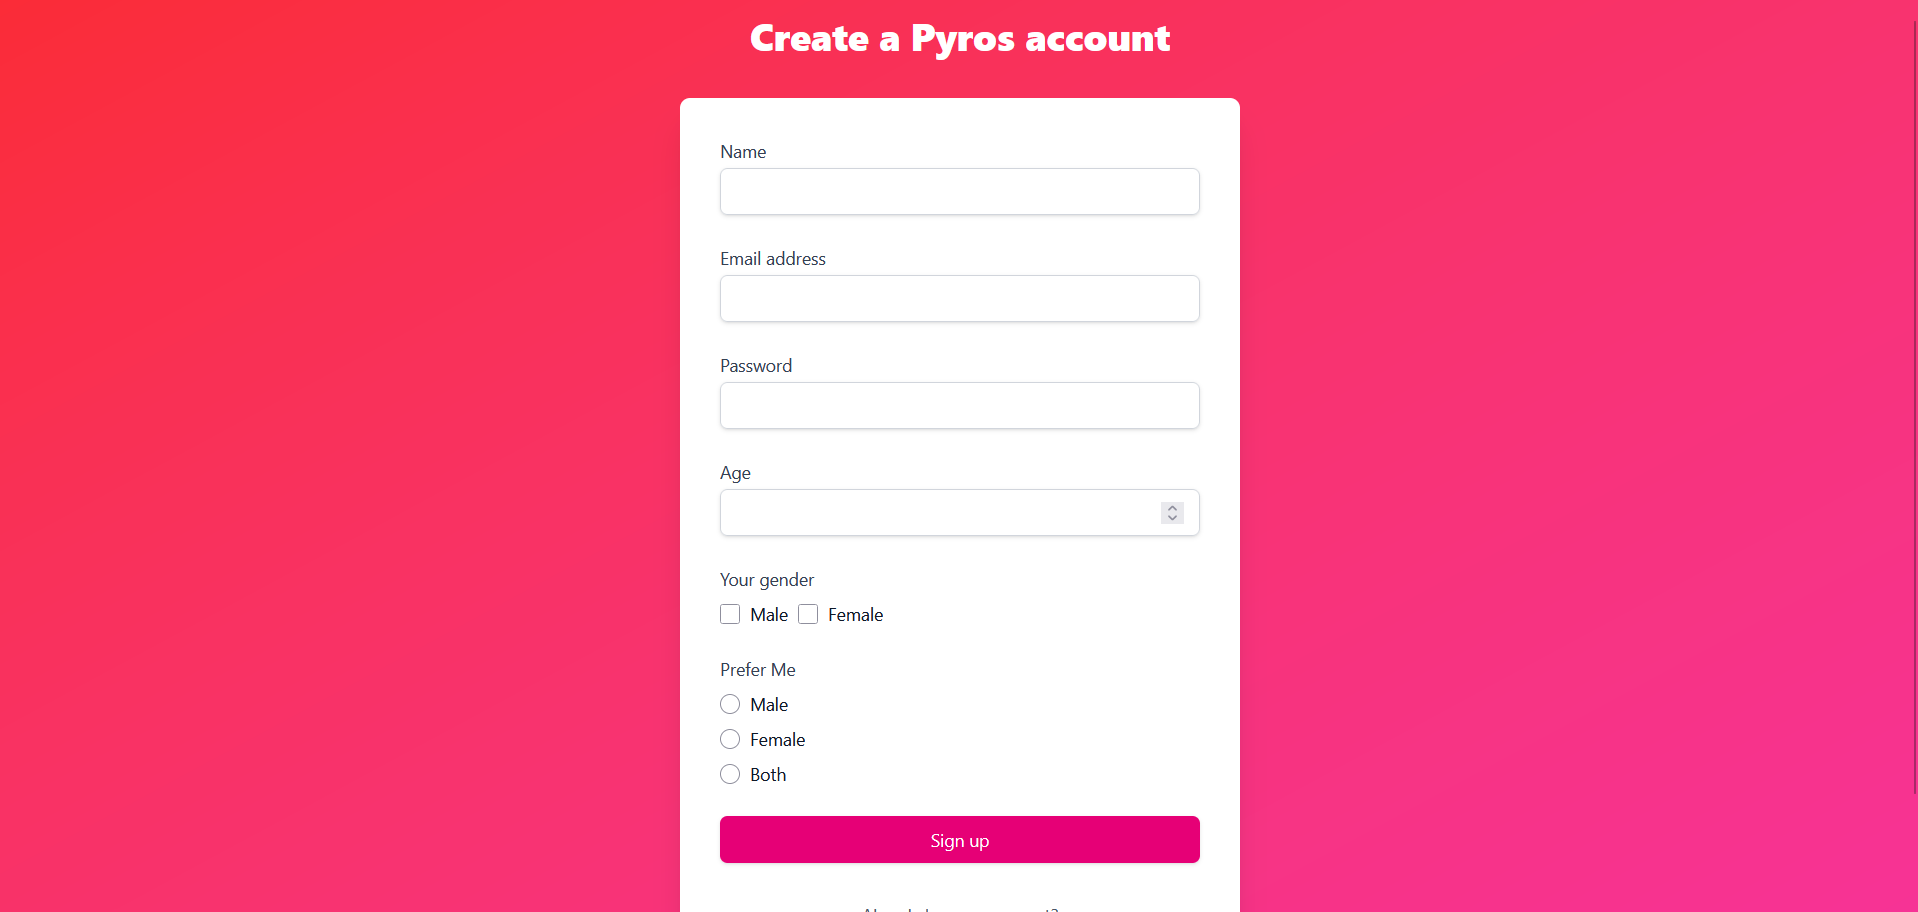 Create a Pyros account
Name
Email address
Password
Age
Your gender
Male Female
Prefer Me
Male
Female
Both
Sign up